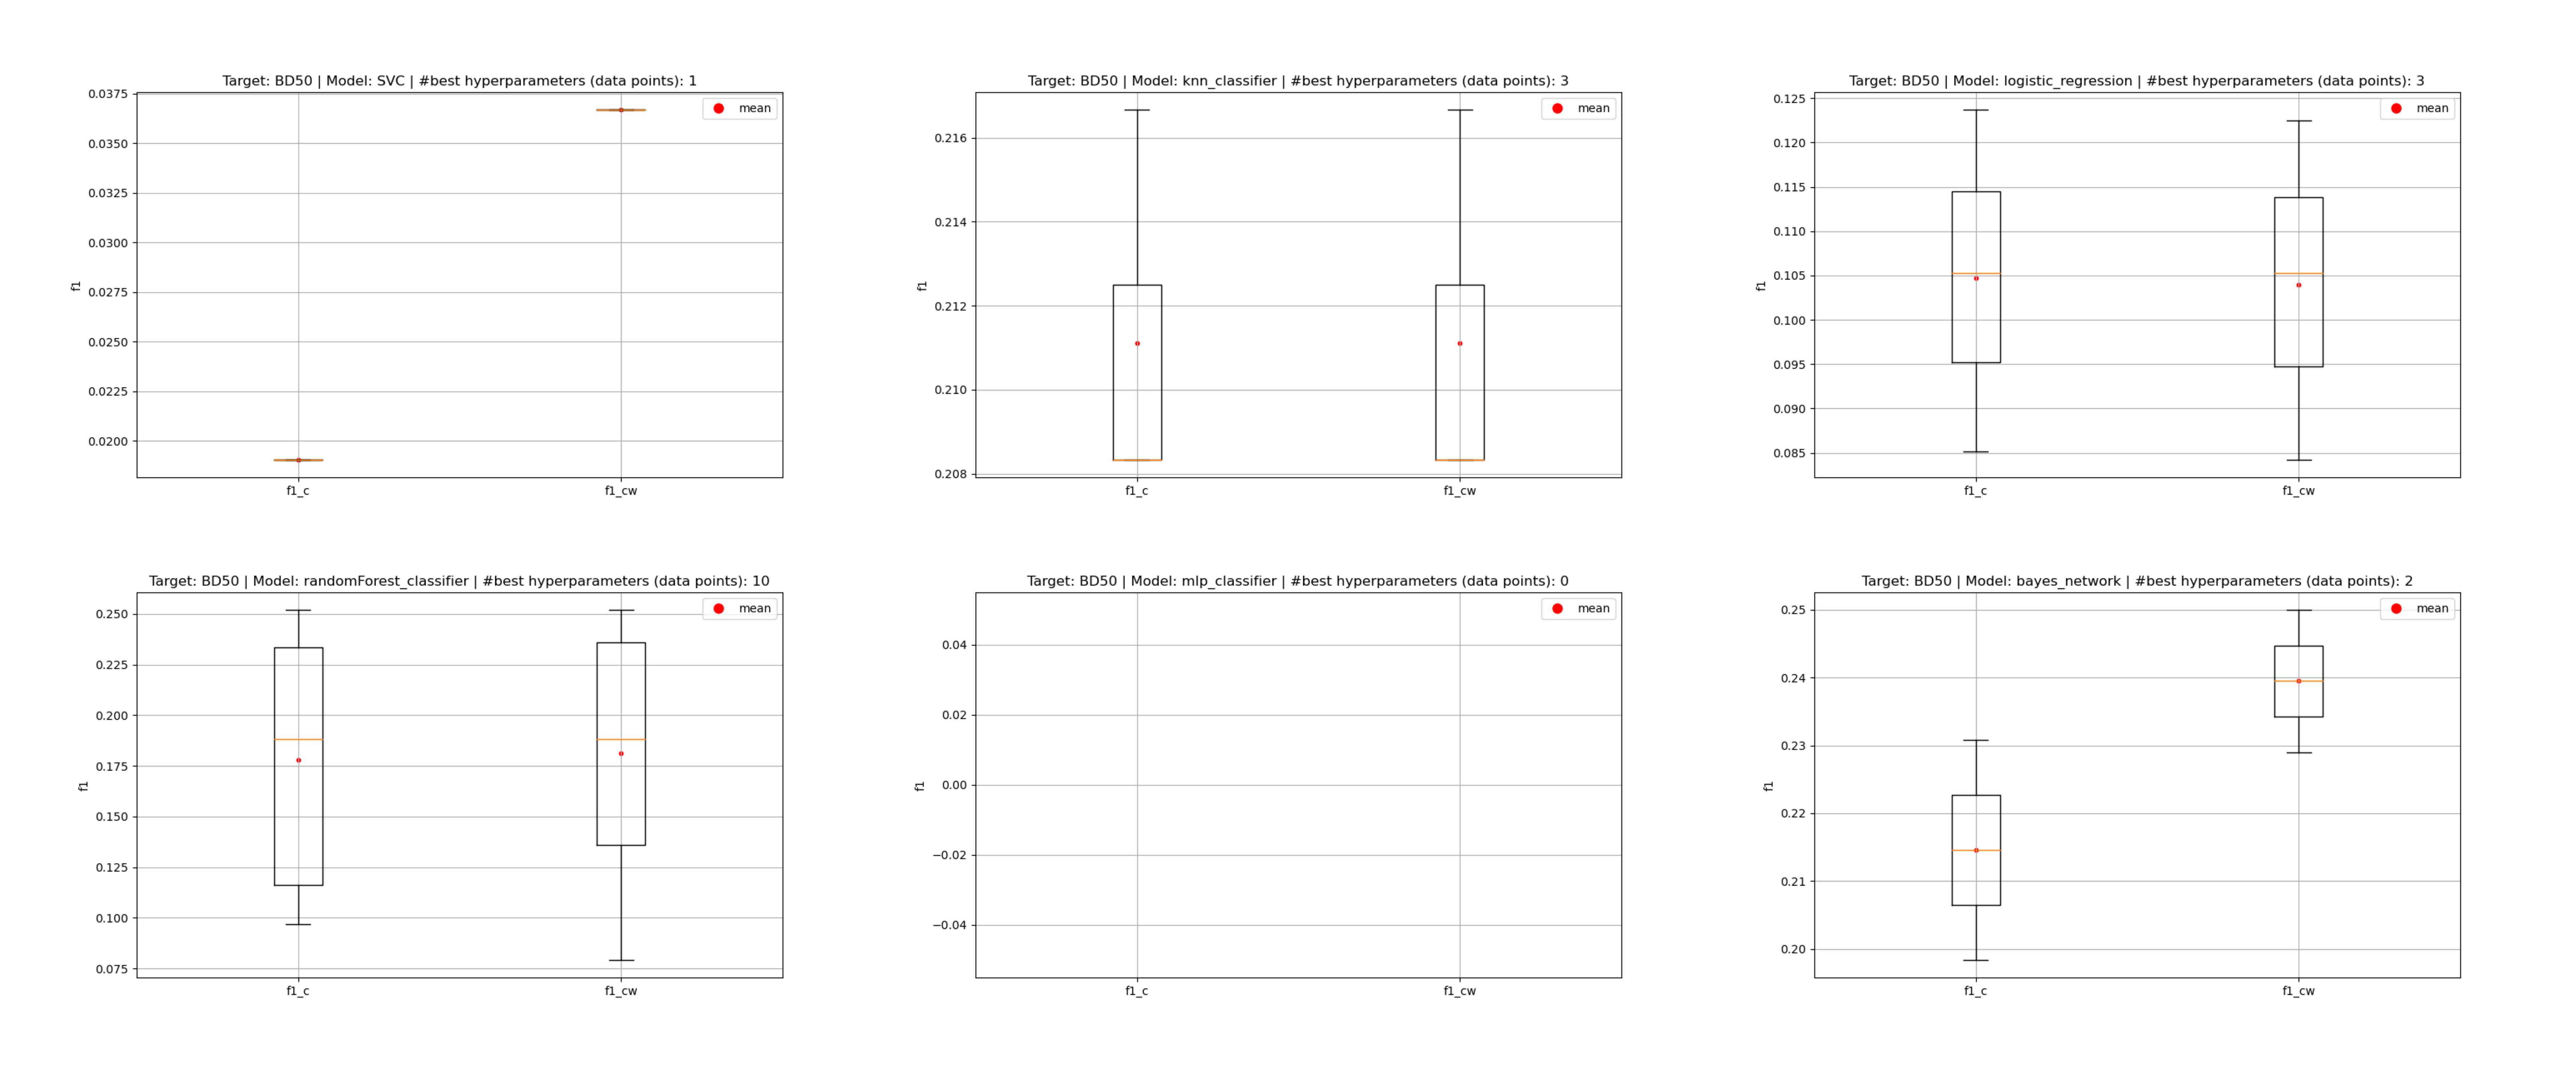 Target: BD50 | Model: SVC | #best hyperparameters (data points): 1
0.0375
0.0350
0.0325
0.0300
0.0275
0.0250
0.0225
0.0200
f1
mean
f1_c
f1_cw
Target: BD50 | Model: knn_classifier | #best hyperparameters (data points): 3
0.216
0.214
0.212
0.210
0.208
f1
mean
f1_c
f1_cw
Target: BD50 | Model: logistic_regression | #best hyperparameters (data points): 3
0.125
0.120
0.115
0.110
0.105
0.100
0.095
0.090
0.085
f1
mean
f1_c
f1_cw
Target: BD50 | Model: randomForest_classifier | #best hyperparameters (data points): 10
0.250
0.225
0.200
0.175
0.150
0.125
0.100
0.075
f1
mean
f1_c
f1_cw
Target: BD50 | Model: mlp_classifier | #best hyperparameters (data points): 0
0.04
0.02
0.00
−0.02
−0.04
f1
mean
f1_c
f1_cw
Target: BD50 | Model: bayes_network | #best hyperparameters (data points): 2
0.25
0.24
0.23
0.22
0.21
0.20
f1
mean
f1_c
f1_cw